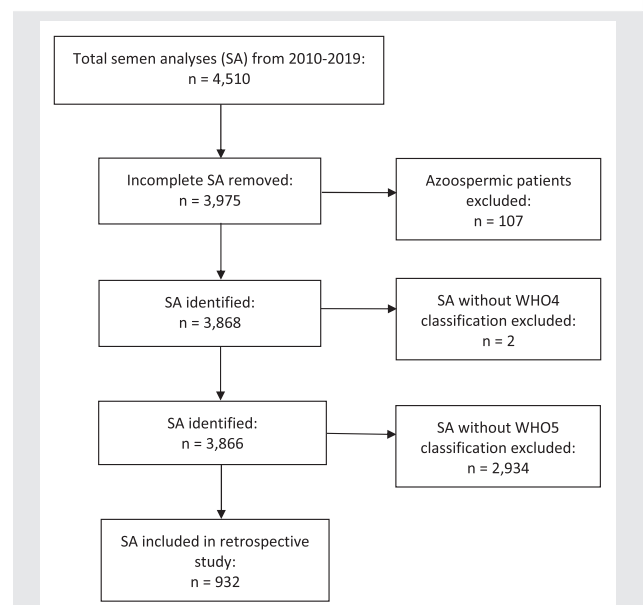 Total semen analyses (SA) from 2010-2019:
n = 4,510
Incomplete SA removed:
n = 3,975
Azoospermic patients
excluded:
n = 107
SA identified:
n = 3,868
SA without WHO4
classification excluded:
n = 2
SA identified:
n = 3,866
SA without WHO5
classification excluded:
n = 2,934
SA included in retrospective
study:
n = 932